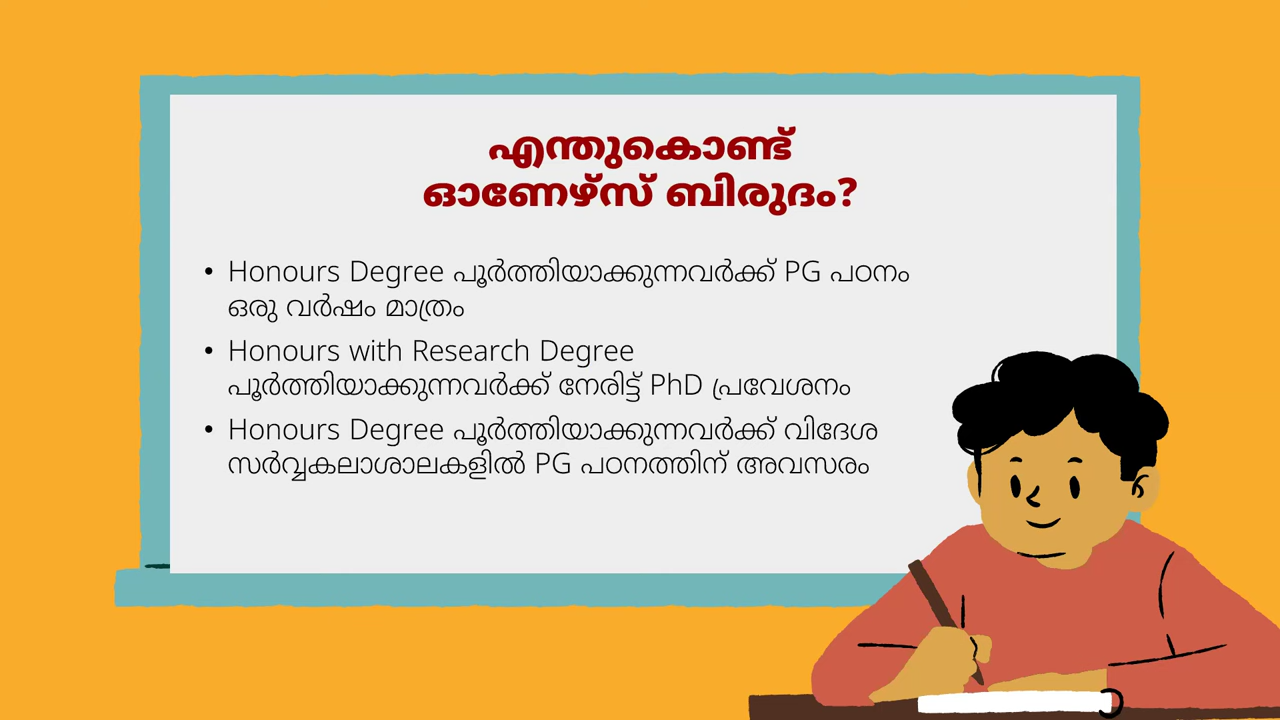 എന്തുകൊണ്ട്
ഓണേഴ്സ് ബിരുദം?
• Honours Degree പൂർത്തിയാക്കുന്നവർക്ക് PG പഠനം
ഒരു വർഷം മാത്രം
• Honours with Research Degree
പൂർത്തിയാക്കുന്നവർക്ക് നേരിട്ട് PhD പ്രവേശനം
• Honours Degree പൂർത്തിയാക്കുന്നവർക്ക് വിദേശ
സർവ്വകലാശാലകളിൽ PG പഠനത്തിന് അവസരം